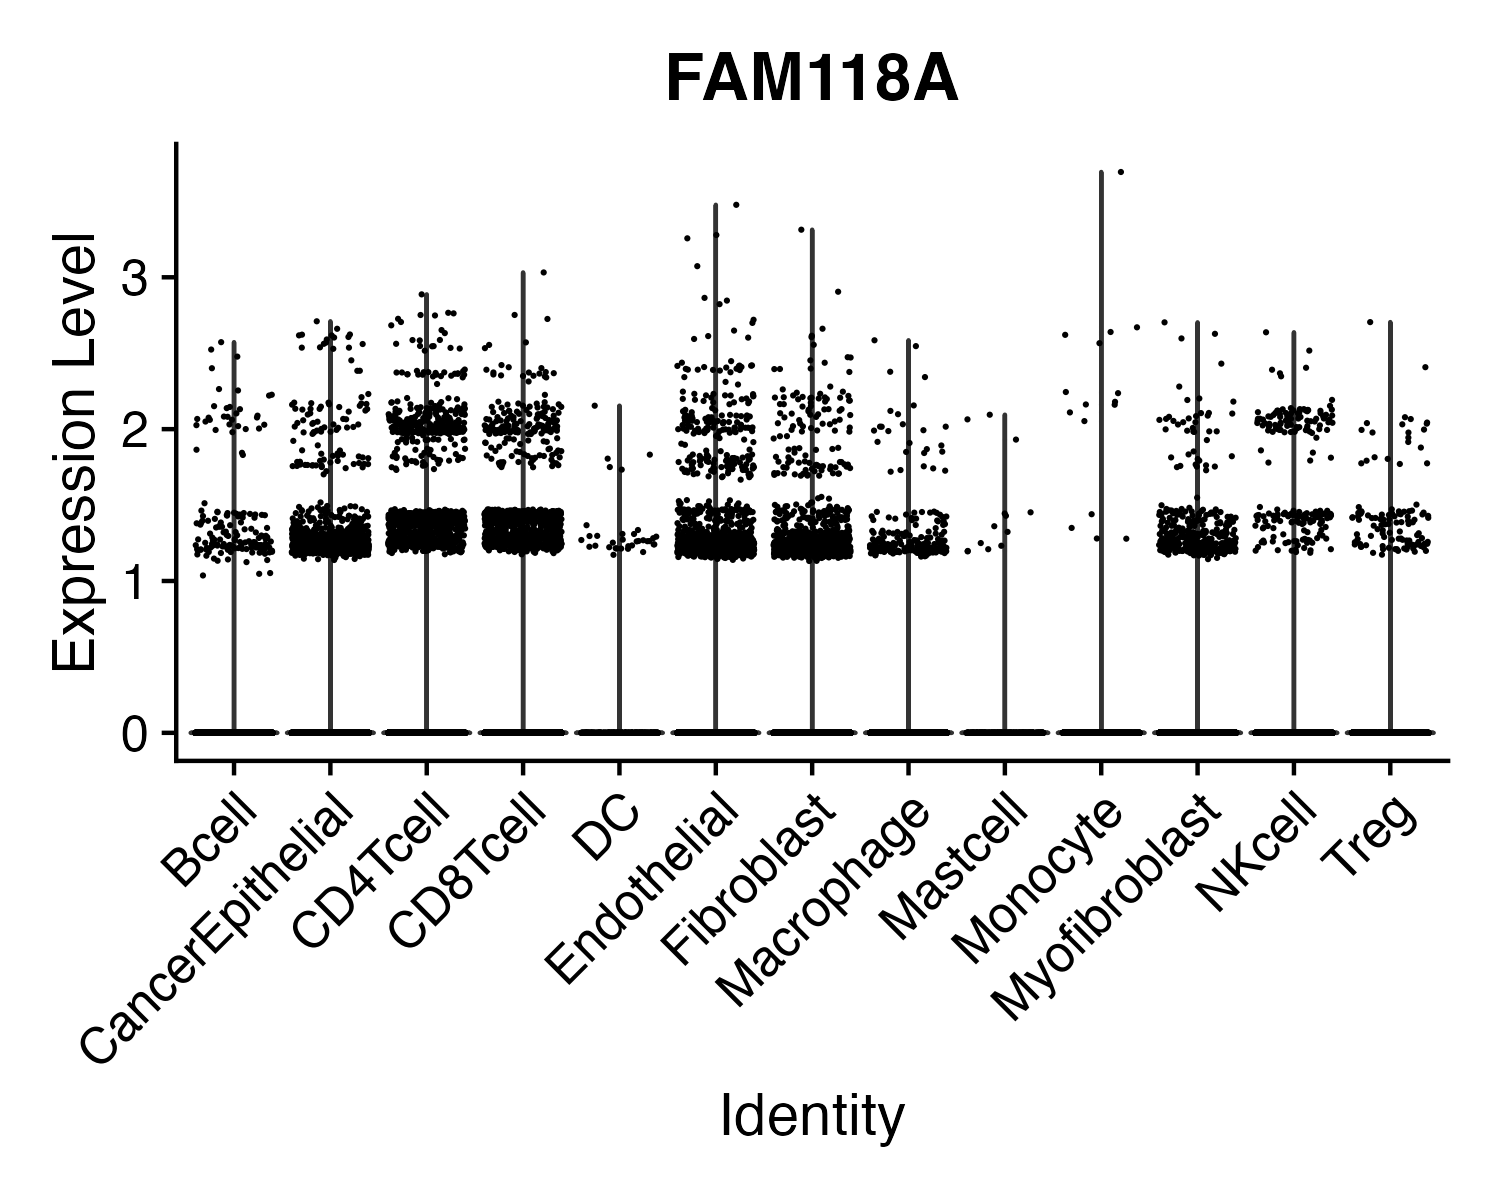 FAM118A
Expression Level
3
2
1
0
Bcell
CancerEpithelial
CD4Tcell
CD8Tcell
DC
Endothelial
Fibroblast
Macrophage
Mastcell
Monocyte
Myofibroblast
NKcell
Treg
Identity